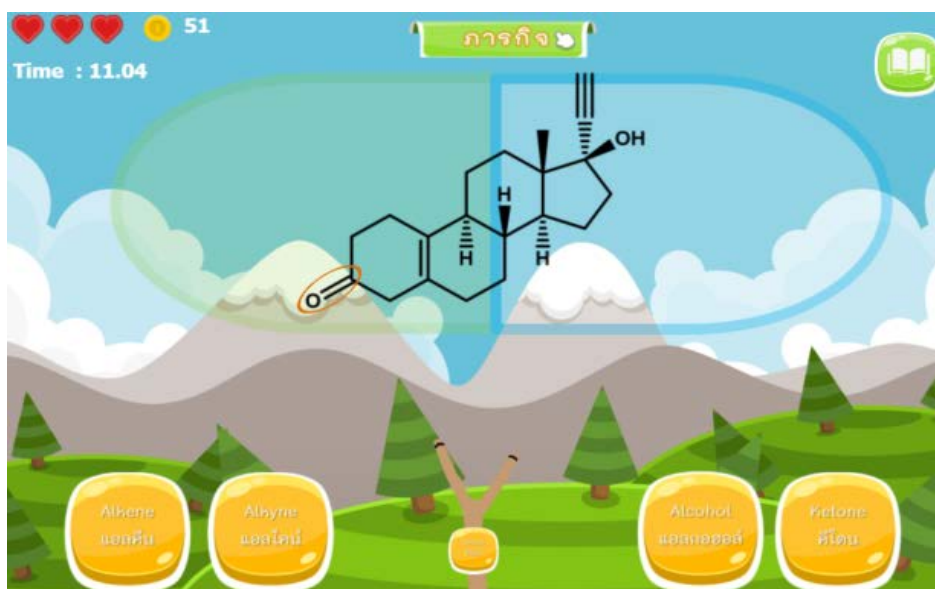 51
ภารกิจ
Time : 11.04
OH
H
H
H
O
Alkene
แอลคีน
Alkyne
แอลไคน์
Alcohol
แอลกอฮอล์
Ketone
คีโตน